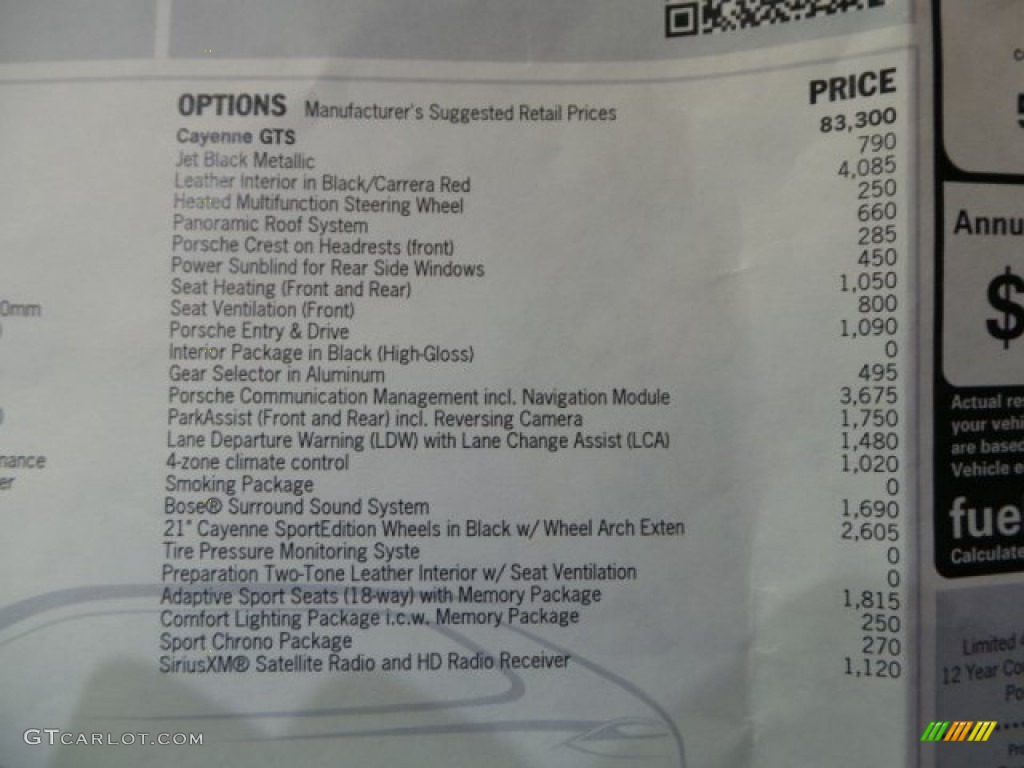 OPTIONS Manufacturer's Suggested Retail Prices PRICE
Cayenne GTS 83,300
Jet Black Metallic 790
Leather Interior in Black/Carrera Red 4,085
Heated Multifunction Steering Wheel 250
Panoramic Roof System 660
Porsche Crest on Headrests (front) 285
Power Sunblind for Rear Side Windows 450
Seat Heating (Front and Rear) 1,050
Seat Ventilation (Front) 800
Porsche Entry & Drive 1,090
Interior Package in Black (High-Gloss) 0
Gear Selector in Aluminum 495
Porsche Communication Management incl. Navigation Module 3,675
ParkAssist (Front and Rear) incl. Reversing Camera 1,750
Lane Departure Warning (LDW) with Lane Change Assist (LCA) 1,480
4-zone climate control 1,020
Smoking Package 0
Bose® Surround Sound System 1,690
21" Cayenne SportEdition Wheels in Black w/ Wheel Arch Exten 2,605
Tire Pressure Monitoring Syste 0
Preparation Two-Tone Leather Interior w/ Seat Ventilation 0
Adaptive Sport Seats (18-way) with Memory Package 1,815
Comfort Lighting Package i.c.w. Memory Package 250
Sport Chrono Package 270
SiriusXM® Satellite Radio and HD Radio Receiver 1,120
0mm
nance
er
Annu
$
Actual re
your vehi
are based
Vehicle e
fue
Calculate
Limited
12 Year Co
Po
GTCARLOT.COM